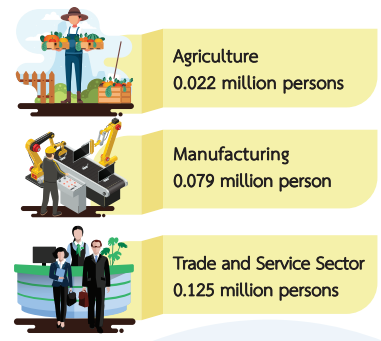 Agriculture
0.022 million persons
Manufacturing
0.079 million person
Trade and Service Sector
0.125 million persons